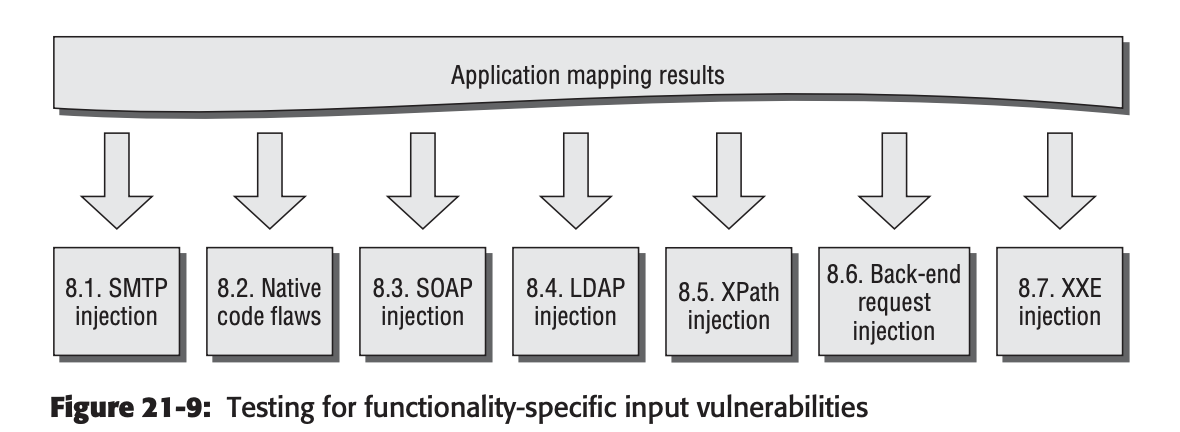 Application mapping results
8.1. SMTP
injection
8.2. Native
code flaws
8.3. SOAP
injection
8.4. LDAP
injection
8.5. XPath
injection
8.6. Back-end
request
injection
8.7. XXE
injection
Figure 21-9: Testing for functionality-specific input vulnerabilities